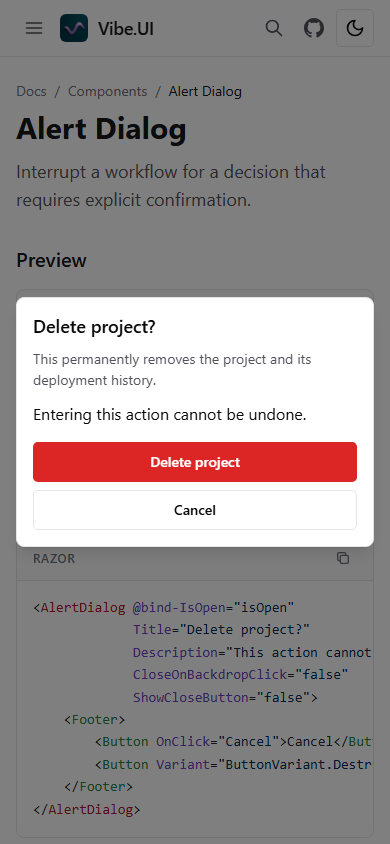 Vibe.UI
Docs / Components / Alert Dialog
Alert Dialog
Interrupt a workflow for a decision that
requires explicit confirmation.
Preview
Delete project?
This permanently removes the project and its
deployment history.
Entering this action cannot be undone.
Delete project
Cancel
RAZOR
<AlertDialog @bind-IsOpen="isOpen"
Title="Delete project?"
Description="This action cannot
CloseOnBackdropClick="false"
ShowCloseButton="false">
<Footer>
<Button OnClick="Cancel">Cancel</But
<Button Variant="ButtonVariant.Destr
</Footer>
</AlertDialog>